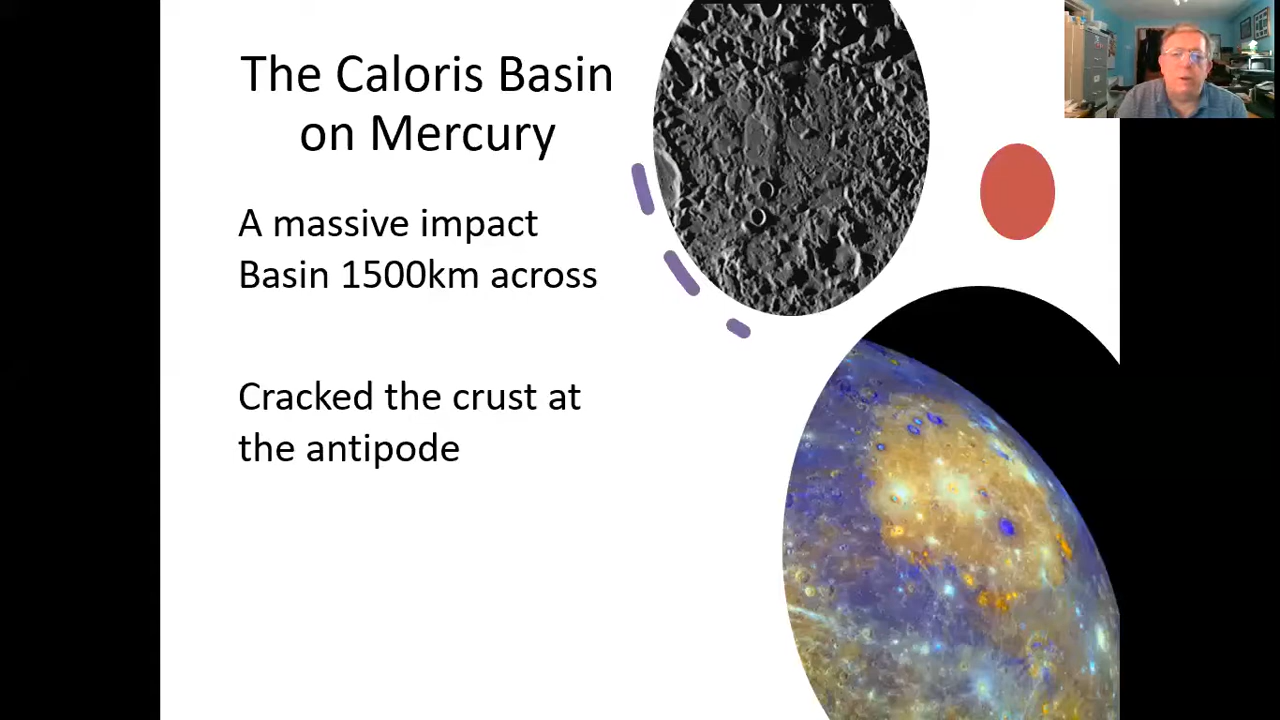 The Caloris Basin
on Mercury
A massive impact
Basin 1500km across
Cracked the crust at
the antipode